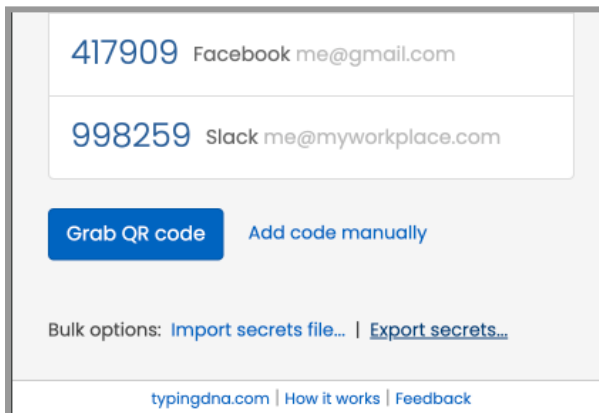 417909 Facebook me@gmail.com
998259 Slack me@myworkplace.com
Grab QR code Add code manually
Bulk options: Import secrets file... | Export secrets...
typingdna.com | How it works | Feedback